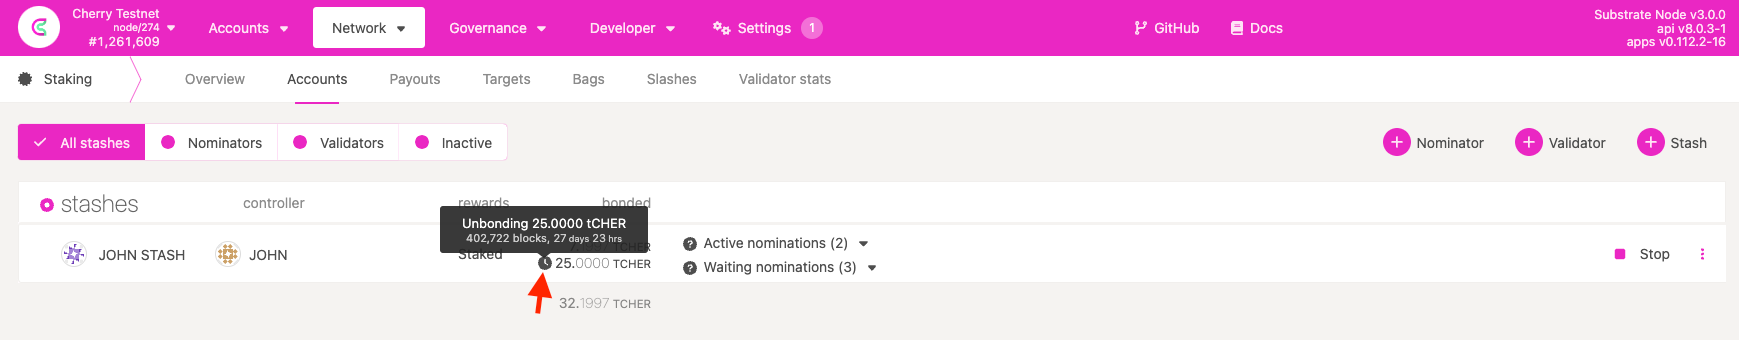 Cherry Testnet
node/274
#1,261,609
Accounts
Network
Governance
Developer
Settings
1
GitHub
Docs
Substrate Node v3.0.0
api v8.0.3-1
apps v0.112.2-16
Staking
Overview
Accounts
Payouts
Targets
Bags
Slashes
Validator stats
All stashes
Nominators
Validators
Inactive
Nominator
Validator
Stash
stashes
controller
rewards
bonded
Unbonding 25.0000 tCHER
402,722 blocks, 27 days 23 hrs
JOHN STASH
JOHN
Staked
TCHER
25.0000 TCHER
Active nominations (2)
Waiting nominations (3)
Stop
32.1997 TCHER